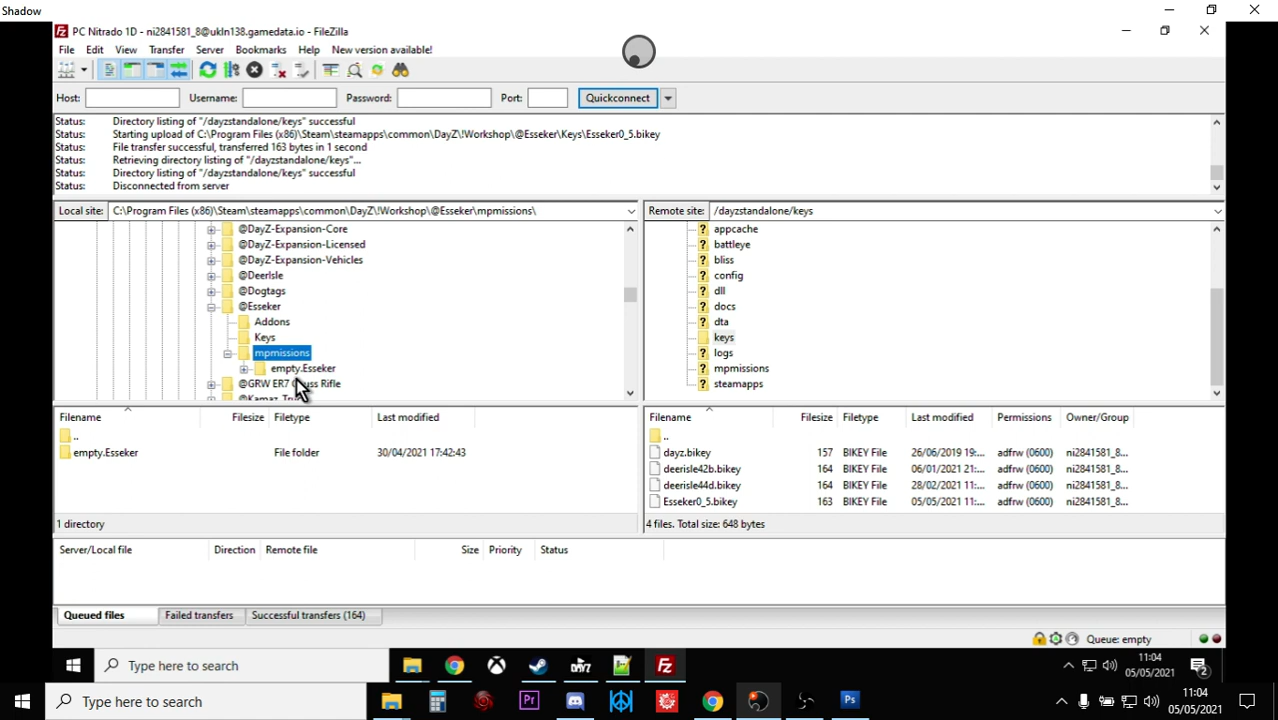 Shadow
PC Nitrado 1D - ni2841581_8@ukln138.gamedata.io - FileZilla
File Edit View Transfer Server Bookmarks Help New version available!
Host: Username: Password: Port: Quickconnect
Status: Directory listing of "/dayzstandalone/keys" successful
Status: Starting upload of C:\Program Files (x86)\Steam\steamapps\common\DayZ\!Workshop\@Esseker\Keys\Esseker0_5.bikey
Status: File transfer successful, transferred 163 bytes in 1 second
Status: Retrieving directory listing of "/dayzstandalone/keys"...
Status: Directory listing of "/dayzstandalone/keys" successful
Status: Disconnected from server
Local site: C:\Program Files (x86)\Steam\steamapps\common\DayZ\!Workshop\@Esseker\mpmissions\
@DayZ-Expansion-Core
@DayZ-Expansion-Licensed
@DayZ-Expansion-Vehicles
@DeerIsle
@Dogtags
@Esseker
Addons
Keys
mpmissions
empty.Esseker
@GRW ER7 Gauss Rifle
Filename Filesize Filetype Last modified
..
empty.Esseker File folder 30/04/2021 17:42:43
1 directory
Remote site: /dayzstandalone/keys
appcache
battleye
bliss
config
dll
docs
dta
keys
logs
mpmissions
steamapps
Filename Filesize Filetype Last modified Permissions Owner/Group
..
dayz.bikey 157 BIKEY File 26/06/2019 19:... adfrw (0600) ni2841581_8...
deerisle42b.bikey 164 BIKEY File 06/01/2021 21:... adfrw (0600) ni2841581_8...
deerisle44d.bikey 164 BIKEY File 28/02/2021 11:... adfrw (0600) ni2841581_8...
Esseker0_5.bikey 163 BIKEY File 05/05/2021 11:... adfrw (0600) ni2841581_8...
4 files. Total size: 648 bytes
Server/Local file Direction Remote file Size Priority Status
Queued files Failed transfers Successful transfers (164)
Queue: empty
Type here to search
DAYZ
11:04
05/05/2021
2
Type here to search
Pr
Ps
11:04
05/05/2021